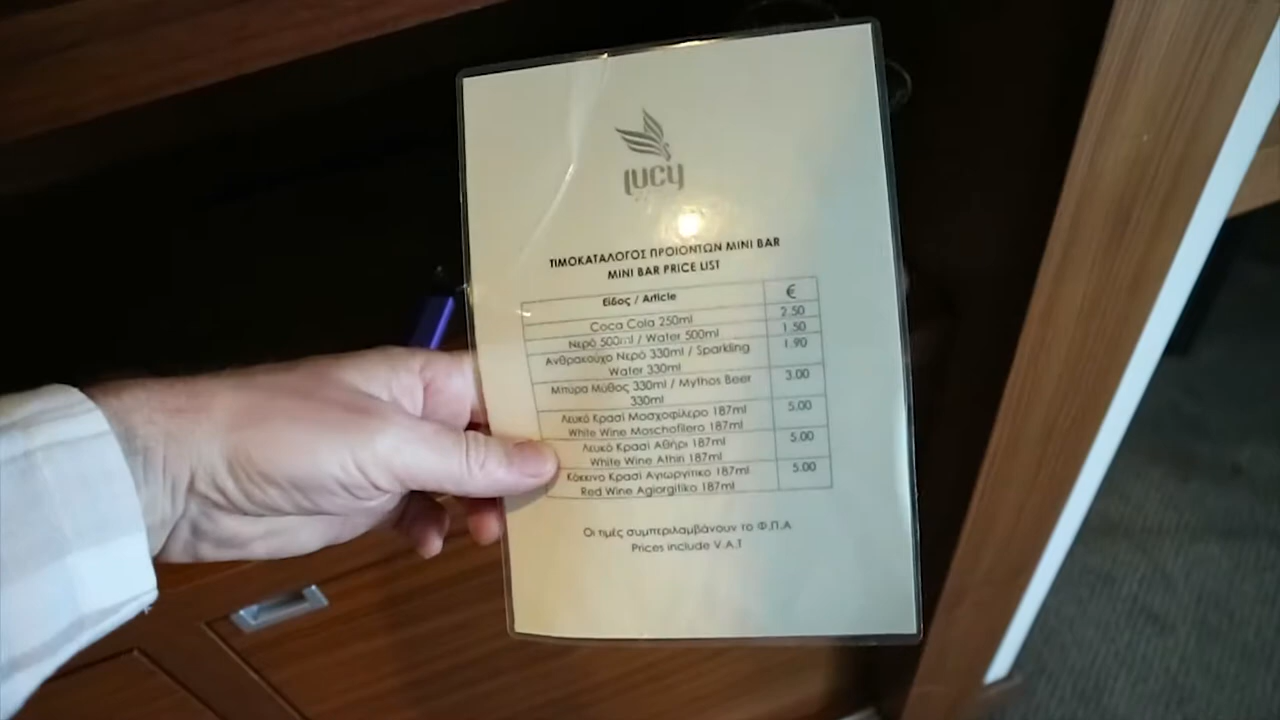 lucy
ΤΙΜΟΚΑΤΑΛΟΓΟΣ ΠΡΟΙΟΝΤΩΝ MINI BAR
MINI BAR PRICE LIST
Είδος / Article €
Coca Cola 250ml 2.50
Νερό 500ml / Water 500ml 1.50
Ανθρακούχο Νερό 330ml / Sparkling 1.90
Water 330ml
Μπύρα Μύθος 330ml / Mythos Beer 3.00
330ml
Λευκό Κρασί Μοσχοφίλερο 187ml 5.00
White Wine Moschofilero 187ml
Λευκό Κρασί Αθήρι 187ml 5.00
White Wine Athiri 187ml
Κόκκινο Κρασί Αγιωργίτικο 187ml 5.00
Red Wine Agiorgitiko 187ml
Οι τιμές συμπεριλαμβάνουν το Φ.Π.Α
Prices include V.A.T